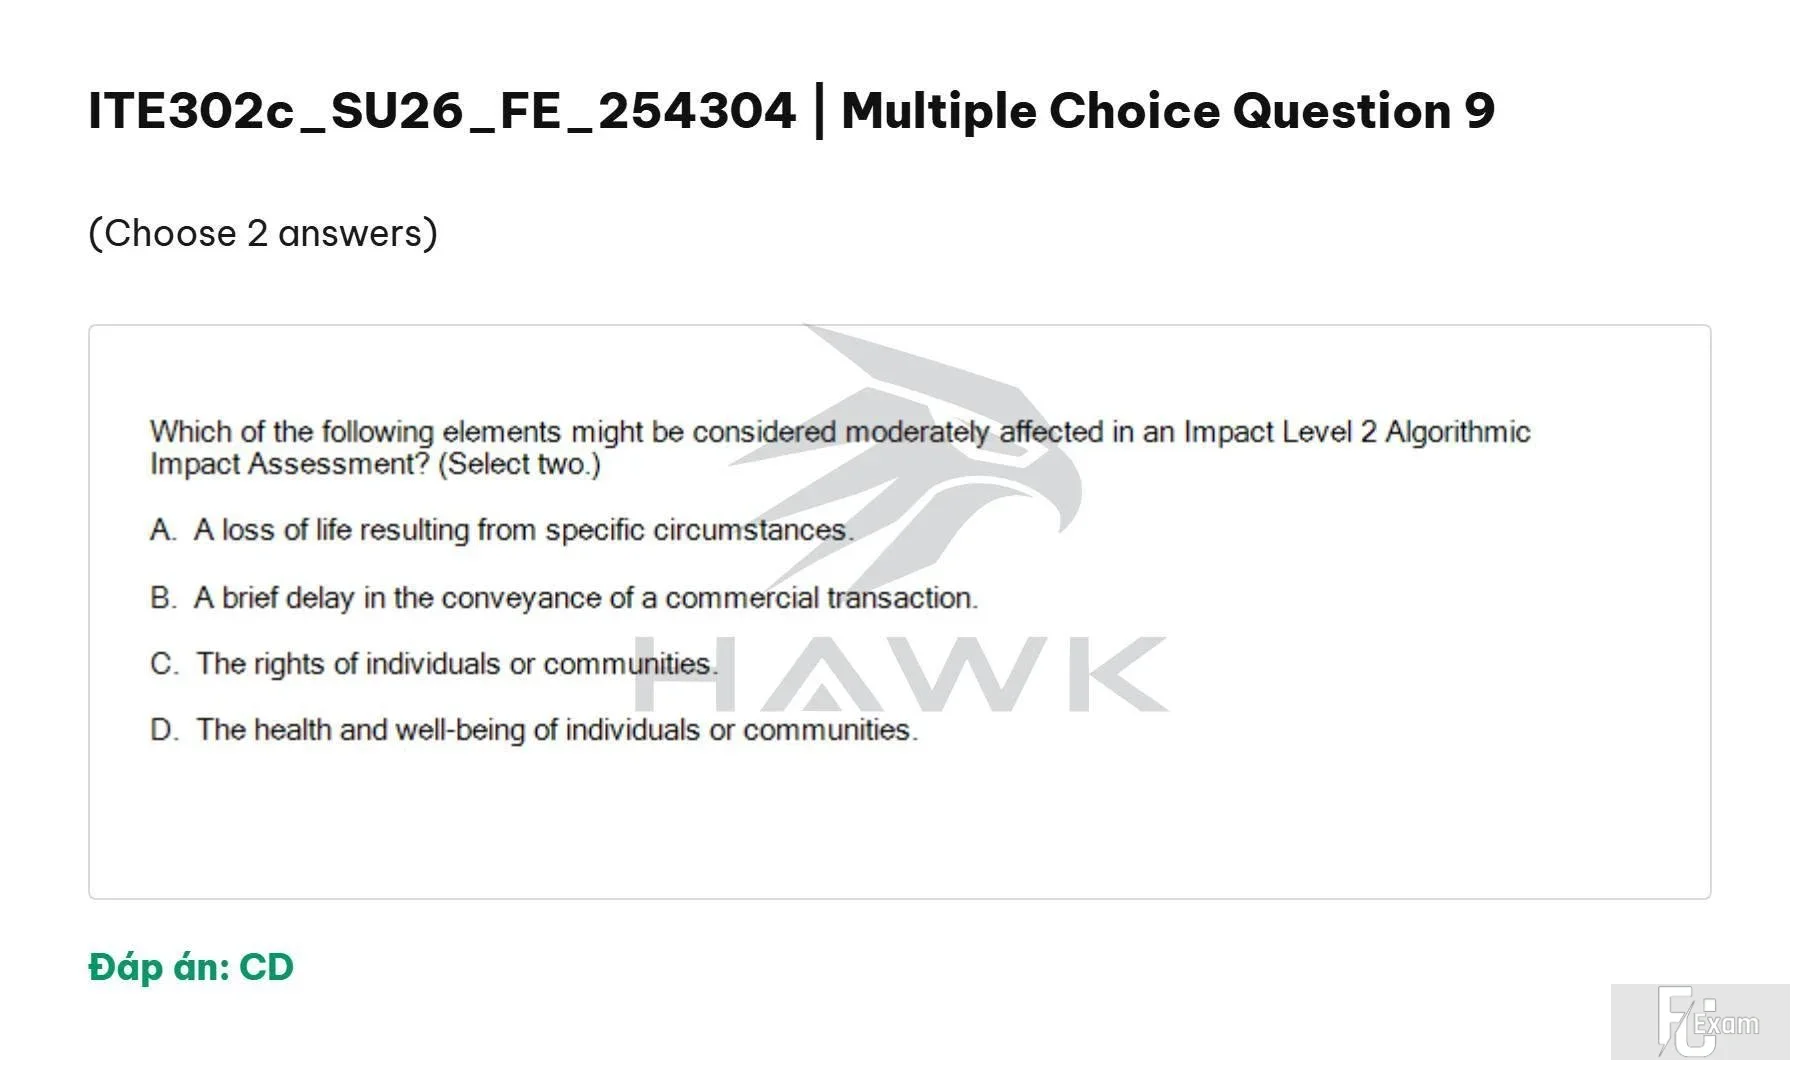 ITE302c_SU26_FE_254304 | Multiple Choice Question 9
(Choose 2 answers)
Which of the following elements might be considered moderately affected in an Impact Level 2 Algorithmic
Impact Assessment? (Select two.)
A. A loss of life resulting from specific circumstances.
B. A brief delay in the conveyance of a commercial transaction.
C. The rights of individuals or communities.
D. The health and well-being of individuals or communities.
HAWK
Đáp án: CD
FU Exam